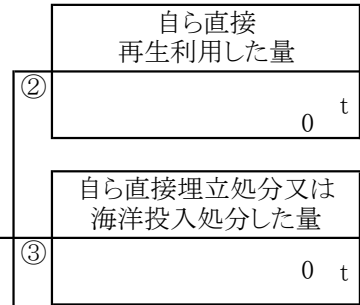 自ら直接
再生利用した量
②
t
0
自ら直接埋立処分又は
海洋投入処分した量
③
0 t